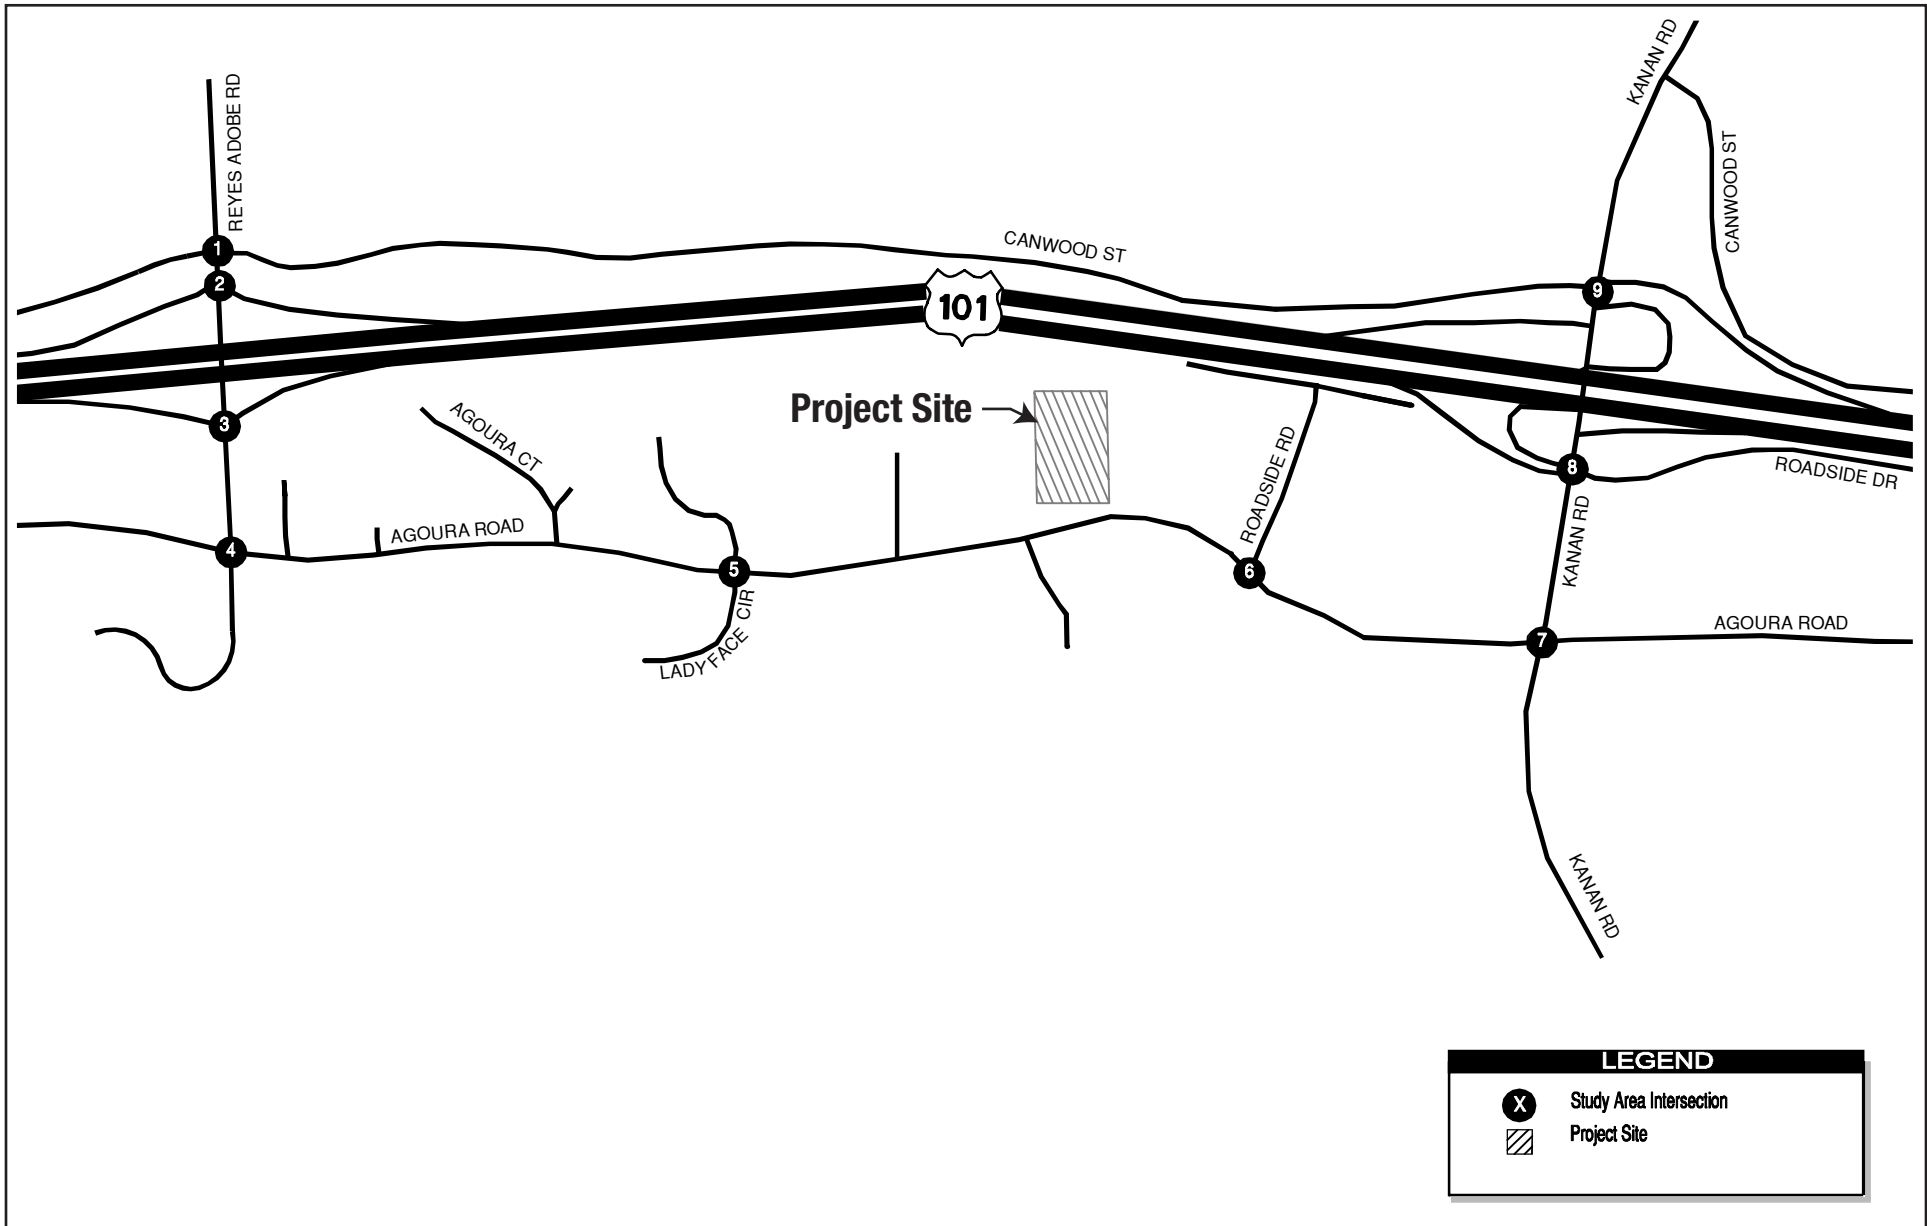 KANAN RD
REYES ADOBE RD
CANWOOD ST
1
CANWOOD ST
2
9
101
Project Site
AGOURA CT
3
ROADSIDE RD
8
ROADSIDE DR
KANAN RD
AGOURA ROAD
4
5
6
LADY FACE CIR
7
AGOURA ROAD
KANAN RD
LEGEND
X Study Area Intersection
Project Site